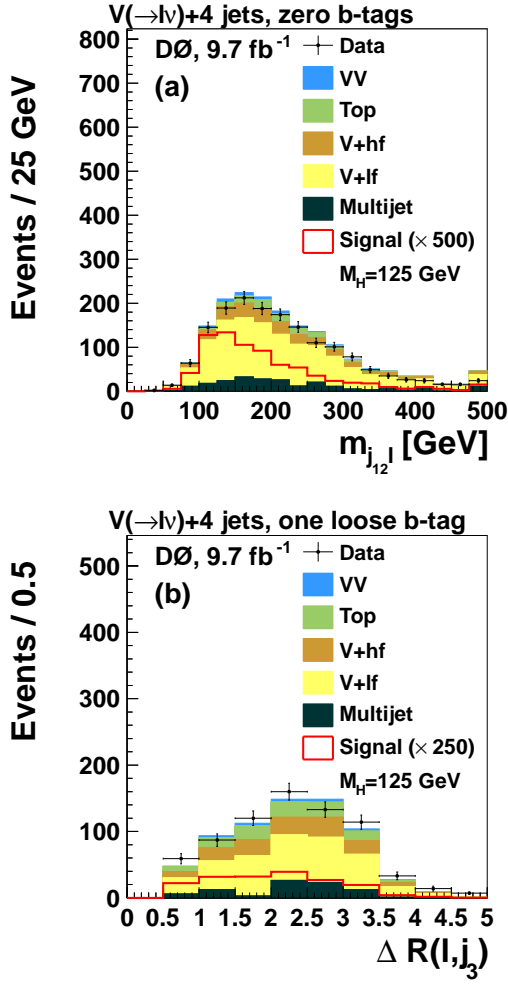 V(→lν)+4 jets, zero b-tags
Events / 25 GeV
800
700
600
500
400
300
200
100
0
DØ, 9.7 fb⁻¹
(a)
Data
VV
Top
V+hf
V+lf
Multijet
Signal (× 500)
M_H=125 GeV
0 100 200 300 400 500
m_{j_{12}l} [GeV]
V(→lν)+4 jets, one loose b-tag
Events / 0.5
500
400
300
200
100
0
DØ, 9.7 fb⁻¹
(b)
Data
VV
Top
V+hf
V+lf
Multijet
Signal (× 250)
M_H=125 GeV
0 0.5 1 1.5 2 2.5 3 3.5 4 4.5 5
Δ R(l,j_3)